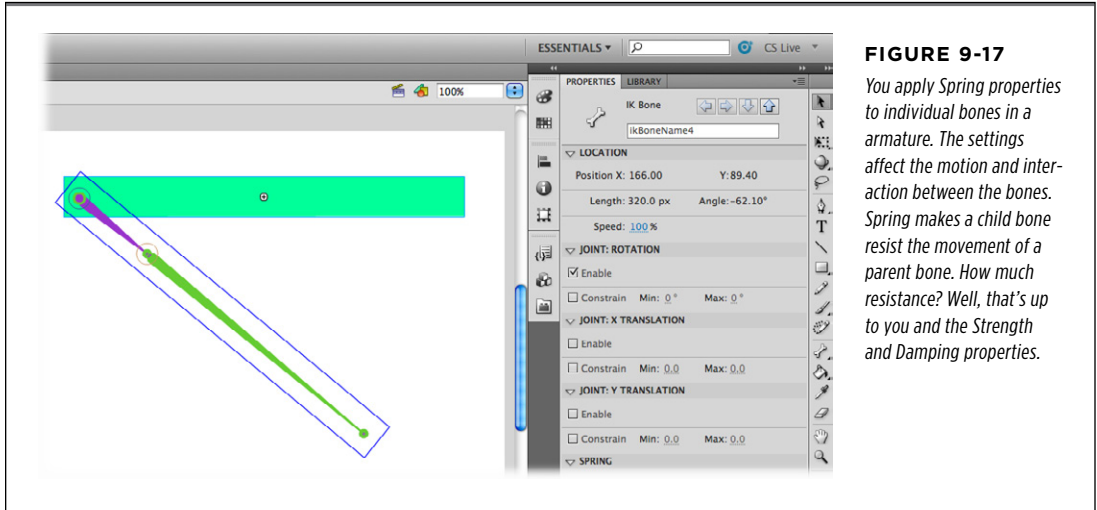 ESSENTIALS
CS Live
100%
PROPERTIES LIBRARY
IK Bone
ikBoneName4
LOCATION
Position X: 166.00 Y: 89.40
Length: 320.0 px Angle: -62.10°
Speed: 100 %
JOINT: ROTATION
Enable
Constrain Min: 0° Max: 0°
JOINT: X TRANSLATION
Enable
Constrain Min: 0.0 Max: 0.0
JOINT: Y TRANSLATION
Enable
Constrain Min: 0.0 Max: 0.0
SPRING
T
FIGURE 9-17
You apply Spring properties
to individual bones in a
armature. The settings
affect the motion and inter-
action between the bones.
Spring makes a child bone
resist the movement of a
parent bone. How much
resistance? Well, that's up
to you and the Strength
and Damping properties.